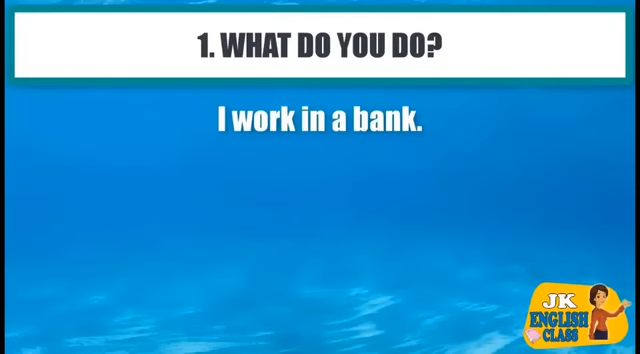 1. WHAT DO YOU DO?
I work in a bank.
JK
ENGLISH
CLASS